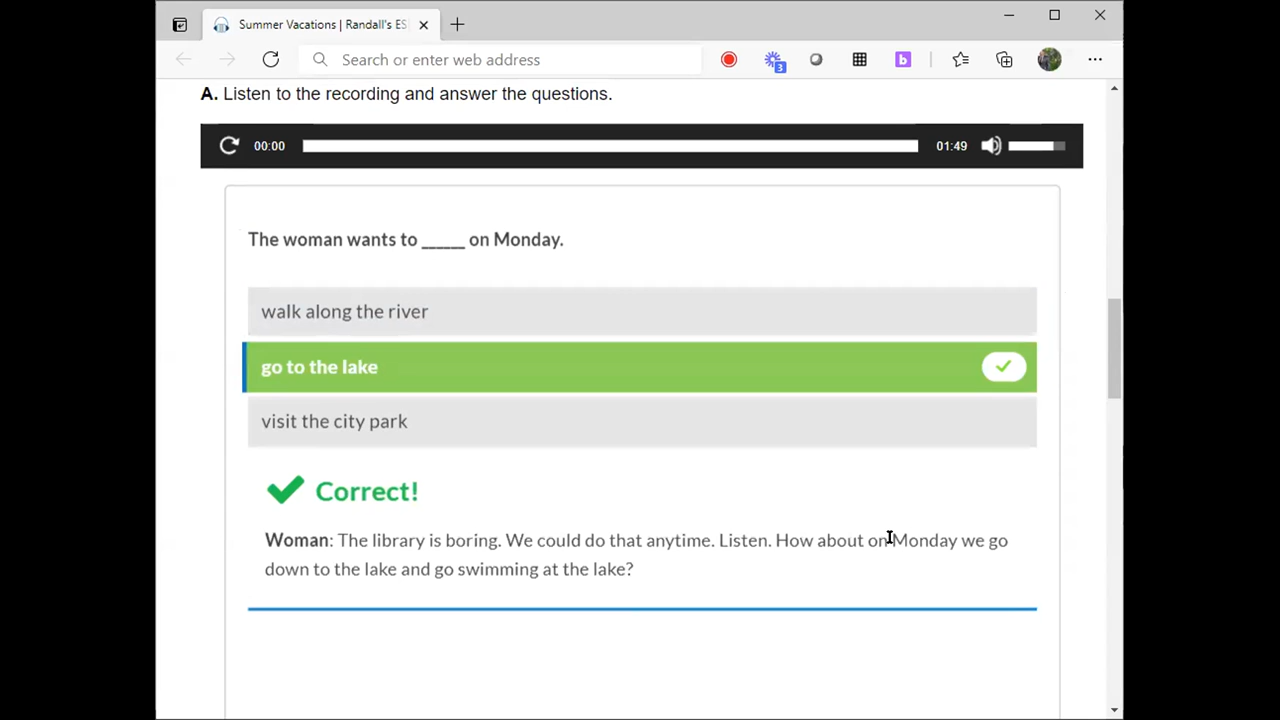 Summer Vacations | Randall's ES
Search or enter web address
3
b
A. Listen to the recording and answer the questions.
00:00
01:49
The woman wants to _____ on Monday.
walk along the river
go to the lake
visit the city park
Correct!
Woman: The library is boring. We could do that anytime. Listen. How about on Monday we go
down to the lake and go swimming at the lake?